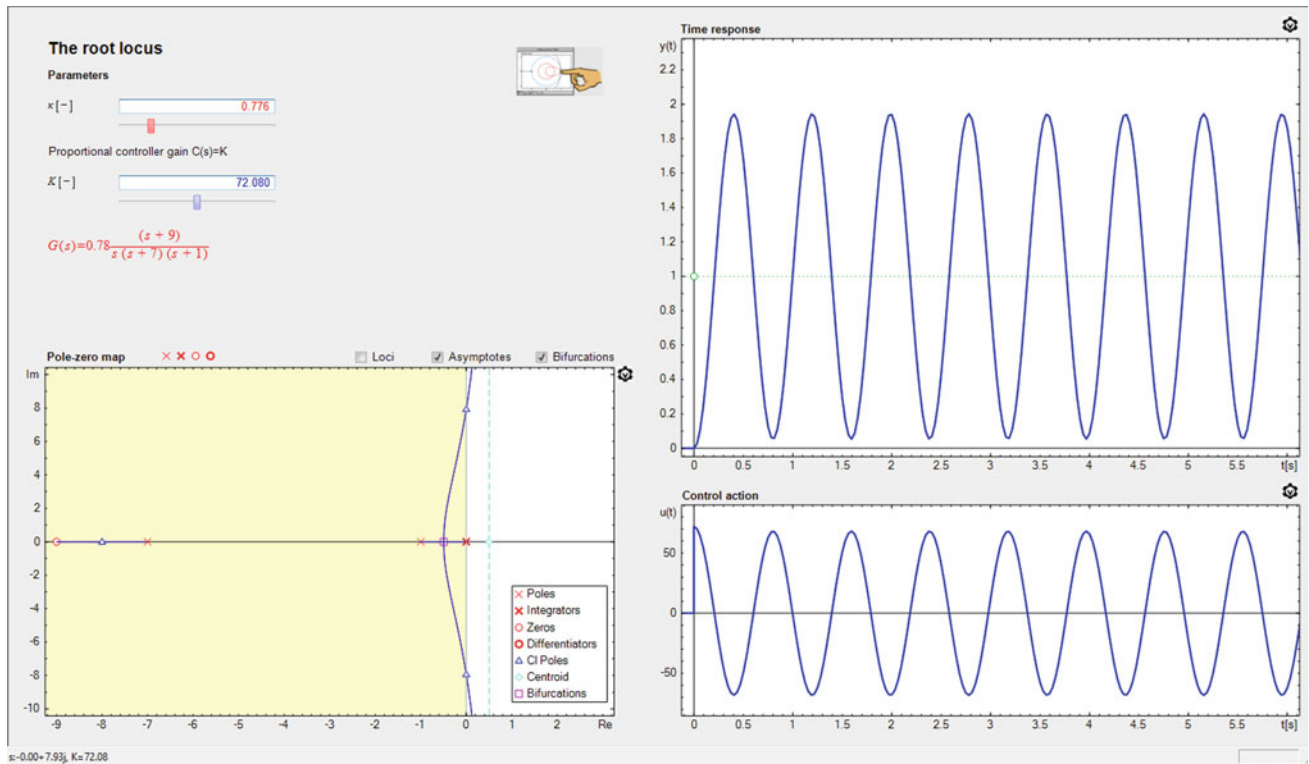 The root locus
Parameters
κ[−] 0.776
Proportional controller gain C(s)=K
K[−] 72.080
G(s)=0.78 (s + 9) / s (s + 7) (s + 1)
Pole-zero map Loci Asymptotes Bifurcations
Im
8
6
4
2
0
-2
-4
-6
-8
-10
-9 -8 -7 -6 -5 -4 -3 -2 -1 0 1 2 Re
Poles
Integrators
Zeros
Differentiators
Cl Poles
Centroid
Bifurcations
Time response
y(t)
2.2
2
1.8
1.6
1.4
1.2
1
0.8
0.6
0.4
0.2
0
0 0.5 1 1.5 2 2.5 3 3.5 4 4.5 5 5.5 t[s]
Control action
u(t)
50
0
-50
0 0.5 1 1.5 2 2.5 3 3.5 4 4.5 5 5.5 t[s]
s:-0.00+7.93j, K=72.08